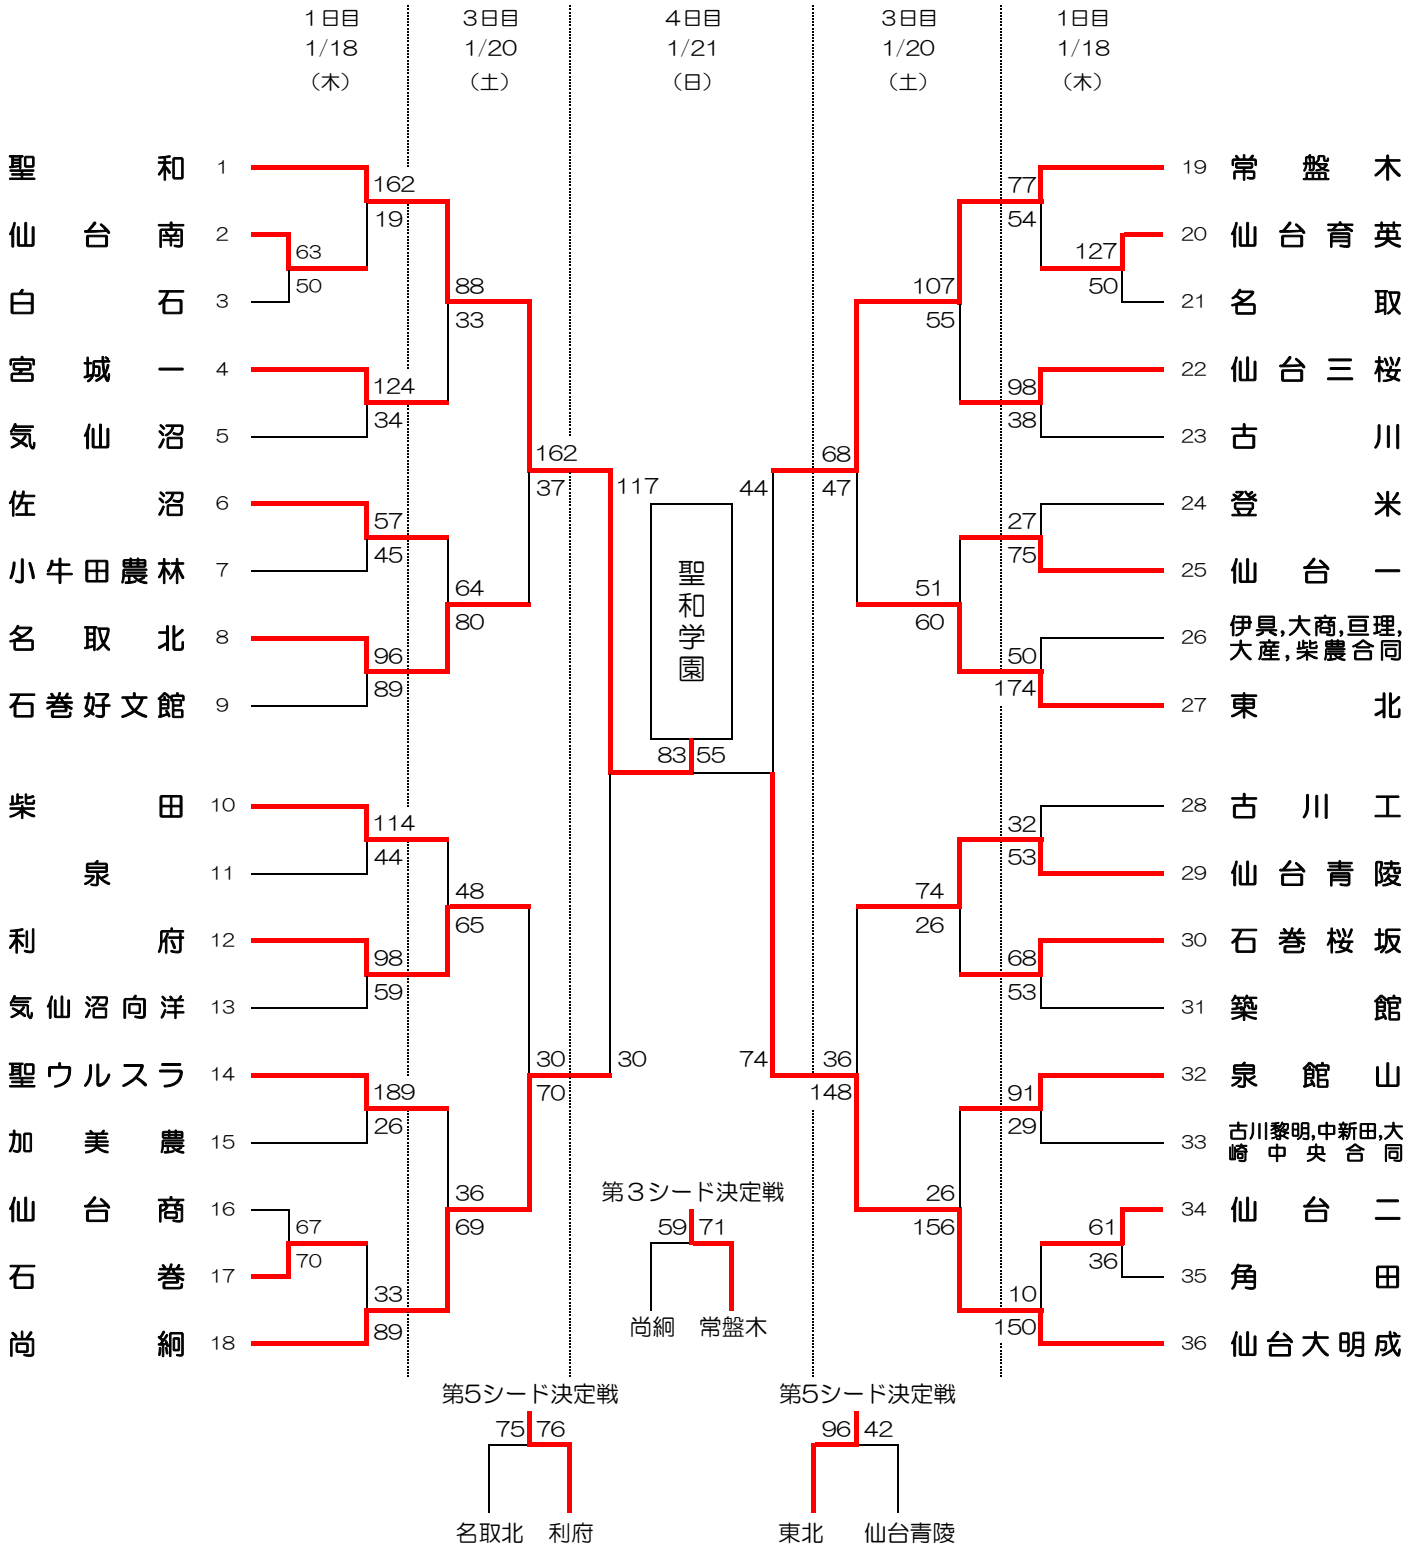 1日目 3日目 4日目 3日目 1日目
1/18 1/20 1/21 1/20 1/18
（木） （土） （日） （土） （木）
聖和 1
仙台南 2
白石 3
宮城一 4
気仙沼 5
佐沼 6
小牛田農林 7
名取北 8
石巻好文館 9
柴田 10
泉 11
利府 12
気仙沼向洋 13
聖ウルスラ 14
加美農 15
仙台商 16
石巻 17
尚絅 18
162
19
63
50
88
33
124
34
162
37
57
45
64
80
96
89
114
44
48
65
98
59
30
70
189
26
36
69
67
70
33
89
117
44
30
74
聖和学園
83 55
77
54
127
50
107
55
98
38
68
47
27
75
51
60
50
174
32
53
74
26
68
53
36
148
91
29
26
156
61
36
10
150
19 常盤木
20 仙台育英
21 名取
22 仙台三桜
23 古川
24 登米
25 仙台一
26 伊具,大商,亘理,
大産,柴農合同
27 東北
28 古川工
29 仙台青陵
30 石巻桜坂
31 築館
32 泉館山
33 古川黎明,中新田,大
崎中央合同
34 仙台二
35 角田
36 仙台大明成
第3シード決定戦
59 71
尚絅 常盤木
第5シード決定戦
75 76
名取北 利府
第5シード決定戦
96 42
東北 仙台青陵